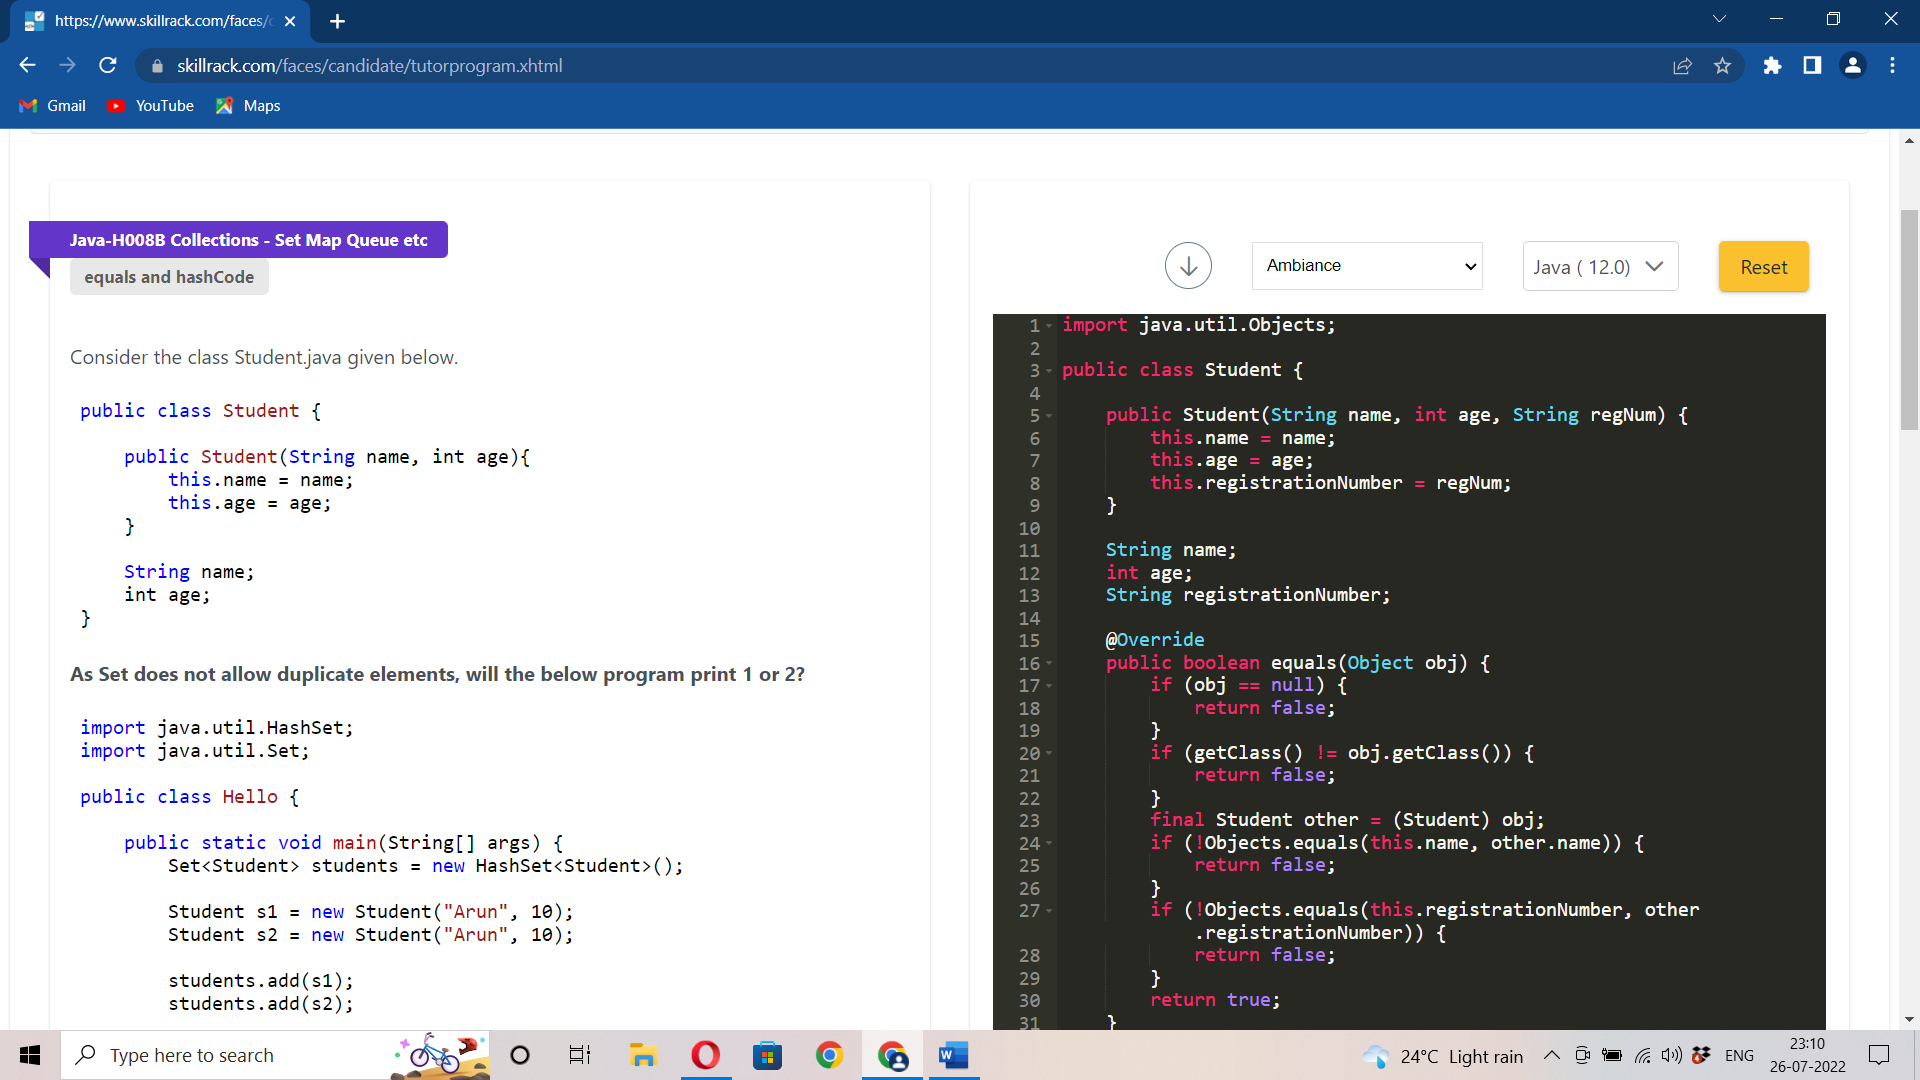 https://www.skillrack.com/faces/c
skillrack.com/faces/candidate/tutorprogram.xhtml
Gmail YouTube Maps
Java-H008B Collections - Set Map Queue etc
equals and hashCode
Consider the class Student.java given below.
public class Student {
public Student(String name, int age){
this.name = name;
this.age = age;
}
String name;
int age;
}
As Set does not allow duplicate elements, will the below program print 1 or 2?
import java.util.HashSet;
import java.util.Set;
public class Hello {
public static void main(String[] args) {
Set<Student> students = new HashSet<Student>();
Student s1 = new Student("Arun", 10);
Student s2 = new Student("Arun", 10);
students.add(s1);
students.add(s2);
Ambiance Java ( 12.0) Reset
1 import java.util.Objects;
2
3 public class Student {
4
5 public Student(String name, int age, String regNum) {
6 this.name = name;
7 this.age = age;
8 this.registrationNumber = regNum;
9 }
10
11 String name;
12 int age;
13 String registrationNumber;
14
15 @Override
16 public boolean equals(Object obj) {
17 if (obj == null) {
18 return false;
19 }
20 if (getClass() != obj.getClass()) {
21 return false;
22 }
23 final Student other = (Student) obj;
24 if (!Objects.equals(this.name, other.name)) {
25 return false;
26 }
27 if (!Objects.equals(this.registrationNumber, other
.registrationNumber)) {
28 return false;
29 }
30 return true;
31 }
Type here to search
24°C Light rain
ENG
23:10
26-07-2022